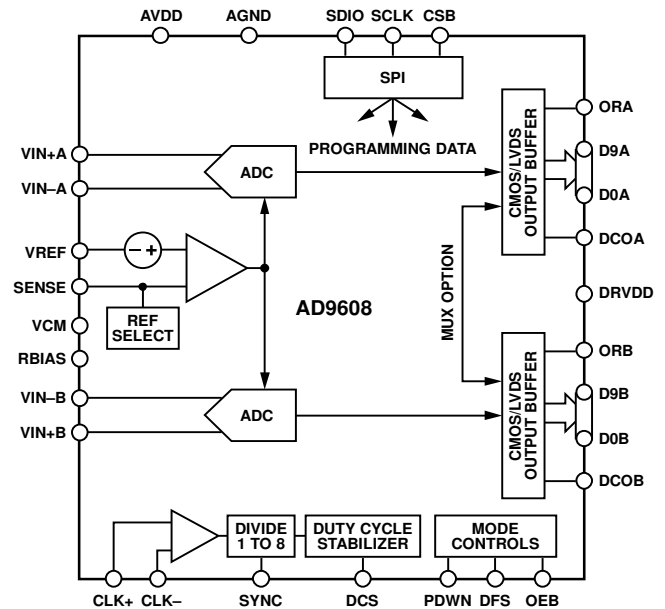 AVDD AGND SDIO SCLK CSB
SPI
PROGRAMMING DATA
VIN+A
VIN–A
ADC
VREF
– +
SENSE
REF
SELECT
VCM
RBIAS
AD9608
VIN–B
VIN+B
ADC
MUX OPTION
CMOS/LVDS
OUTPUT BUFFER
ORA
D9A
D0A
DCOA
DRVDD
CMOS/LVDS
OUTPUT BUFFER
ORB
D9B
D0B
DCOB
DIVIDE
1 TO 8
DUTY CYCLE
STABILIZER
MODE
CONTROLS
CLK+ CLK– SYNC DCS PDWN DFS OEB